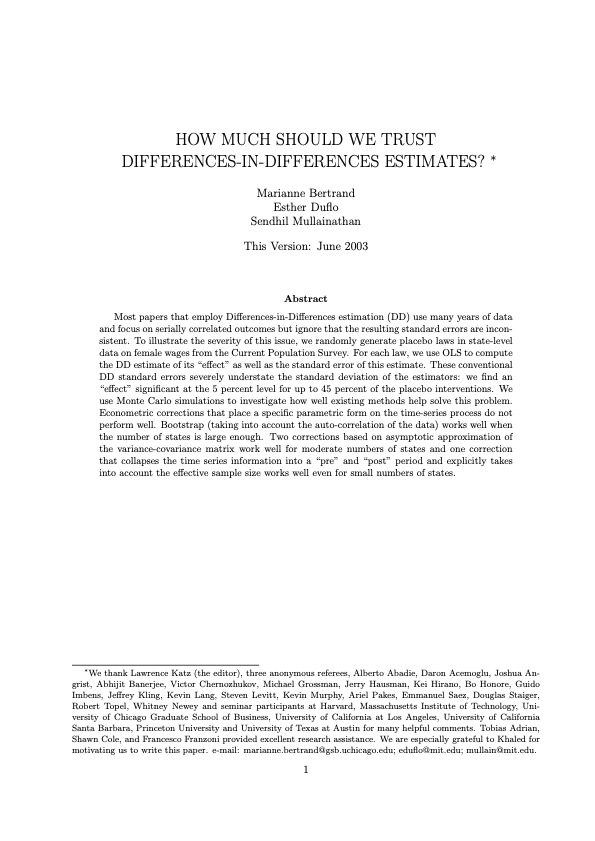 HOW MUCH SHOULD WE TRUST
DIFFERENCES-IN-DIFFERENCES ESTIMATES? *
Marianne Bertrand
Esther Duflo
Sendhil Mullainathan
This Version: June 2003
Abstract
Most papers that employ Differences-in-Differences estimation (DD) use many years of data
and focus on serially correlated outcomes but ignore that the resulting standard errors are incon-
sistent. To illustrate the severity of this issue, we randomly generate placebo laws in state-level
data on female wages from the Current Population Survey. For each law, we use OLS to compute
the DD estimate of its “effect” as well as the standard error of this estimate. These conventional
DD standard errors severely understate the standard deviation of the estimators: we find an
“effect” significant at the 5 percent level for up to 45 percent of the placebo interventions. We
use Monte Carlo simulations to investigate how well existing methods help solve this problem.
Econometric corrections that place a specific parametric form on the time-series process do not
perform well. Bootstrap (taking into account the auto-correlation of the data) works well when
the number of states is large enough. Two corrections based on asymptotic approximation of
the variance-covariance matrix work well for moderate numbers of states and one correction
that collapses the time series information into a “pre” and “post” period and explicitly takes
into account the effective sample size works well even for small numbers of states.
*We thank Lawrence Katz (the editor), three anonymous referees, Alberto Abadie, Daron Acemoglu, Joshua An-
grist, Abhijit Banerjee, Victor Chernozhukov, Michael Grossman, Jerry Hausman, Kei Hirano, Bo Honore, Guido
Imbens, Jeffrey Kling, Kevin Lang, Steven Levitt, Kevin Murphy, Ariel Pakes, Emmanuel Saez, Douglas Staiger,
Robert Topel, Whitney Newey and seminar participants at Harvard, Massachusetts Institute of Technology, Uni-
versity of Chicago Graduate School of Business, University of California at Los Angeles, University of California
Santa Barbara, Princeton University and University of Texas at Austin for many helpful comments. Tobias Adrian,
Shawn Cole, and Francesco Franzoni provided excellent research assistance. We are especially grateful to Khaled for
motivating us to write this paper. e-mail: marianne.bertrand@gsb.uchicago.edu; eduflo@mit.edu; mullain@mit.edu.
1